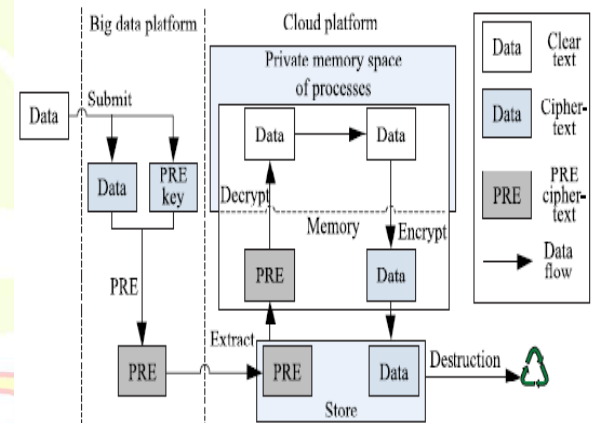 Big data platform
Cloud platform
Private memory space
of processes
Data
Submit
Data
PRE
key
PRE
PRE
Data
Data
Decrypt
Memory
Encrypt
PRE
Data
Extract
PRE
Data
Store
Destruction
Data
Clear
text
Data
Cipher-
text
PRE
PRE
cipher-
text
Data
flow